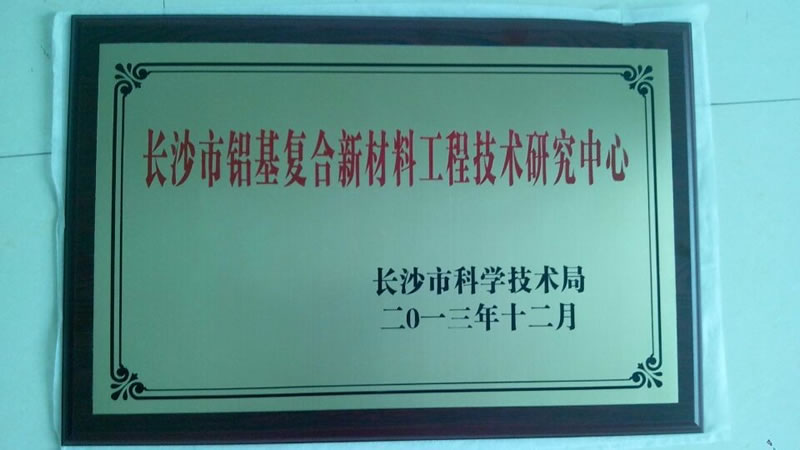 长沙市铝基复合新材料工程技术研究中心
长沙市科学技术局
二0一三年十二月